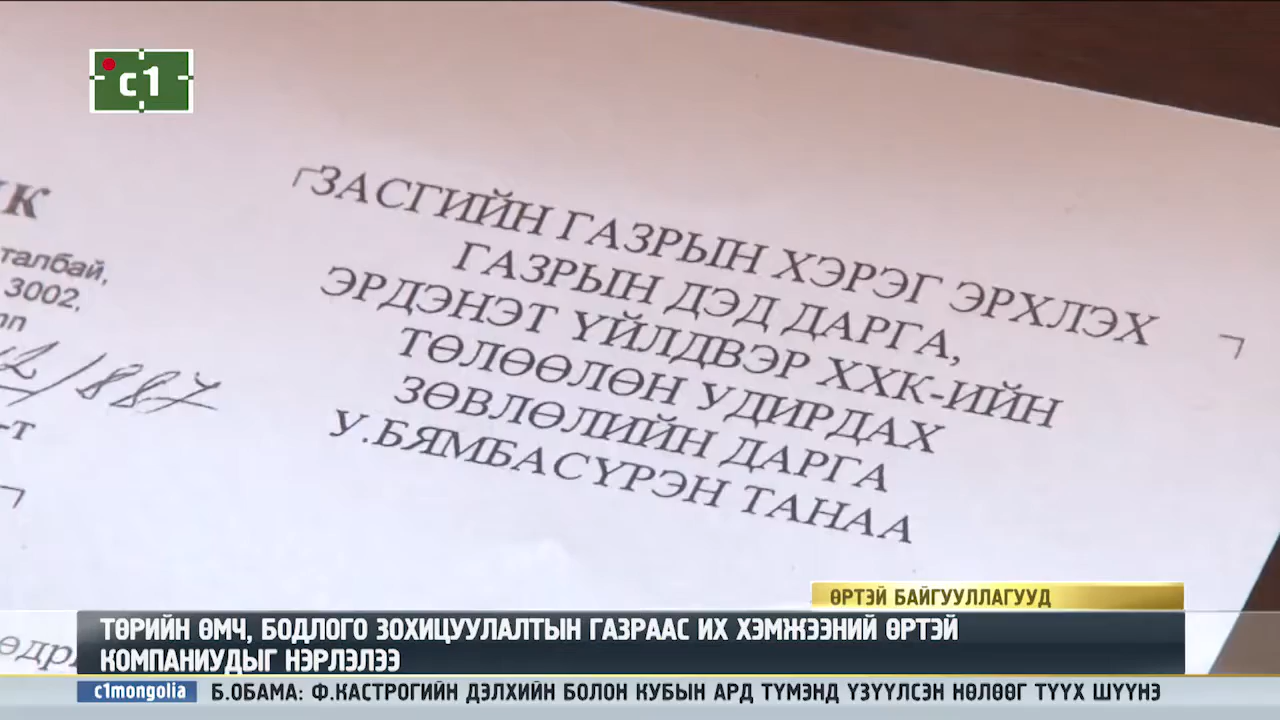 c1
ЗАСГИЙН ГАЗРЫН ХЭРЭГ ЭРХЛЭХ
ГАЗРЫН ДЭД ДАРГА,
ЭРДЭНЭТ ҮЙЛДВЭР ХХК-ИЙН
ТӨЛӨӨЛӨН УДИРДАХ
ЗӨВЛӨЛИЙН ДАРГА
У.БЯМБАСҮРЭН ТАНАА
талбай,
3002,
887
-т
ӨРТЭЙ БАЙГУУЛЛАГУУД
ТӨРИЙН ӨМЧ, БОДЛОГО ЗОХИЦУУЛАЛТЫН ГАЗРААС ИХ ХЭМЖЭЭНИЙ ӨРТЭЙ
КОМПАНИУДЫГ НЭРЛЭЛЭЭ
c1mongolia Б.ОБАМА: Ф.КАСТРОГИЙН ДЭЛХИЙН БОЛОН КУБЫН АРД ТҮМЭНД ҮЗҮҮЛСЭН НӨЛӨӨГ ТҮҮХ ШҮҮНЭ